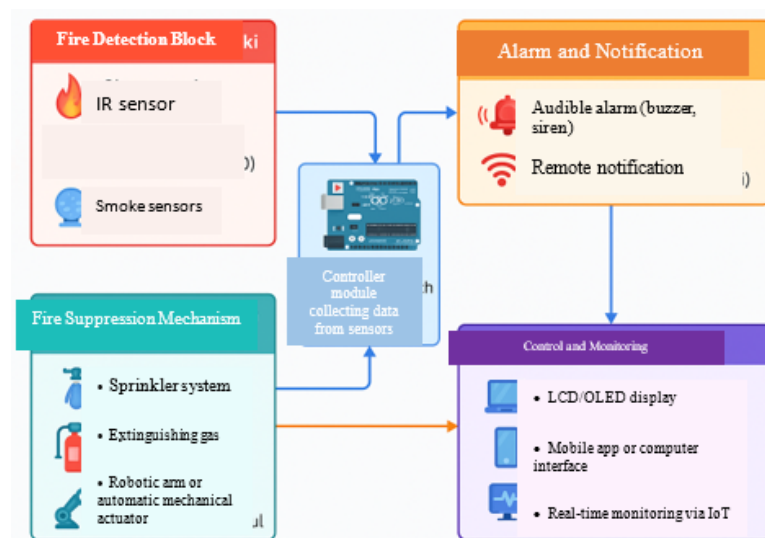 Fire Detection Block
ki
IR sensor
)
Smoke sensors
Alarm and Notification
Audible alarm (buzzer,
siren)
Remote notification
i)
Controller
module
collecting data
from sensors
th
Fire Suppression Mechanism
• Sprinkler system
• Extinguishing gas
• Robotic arm or
automatic mechanical
actuator
ul
Control and Monitoring
• LCD/OLED display
• Mobile app or computer
interface
• Real-time monitoring via IoT